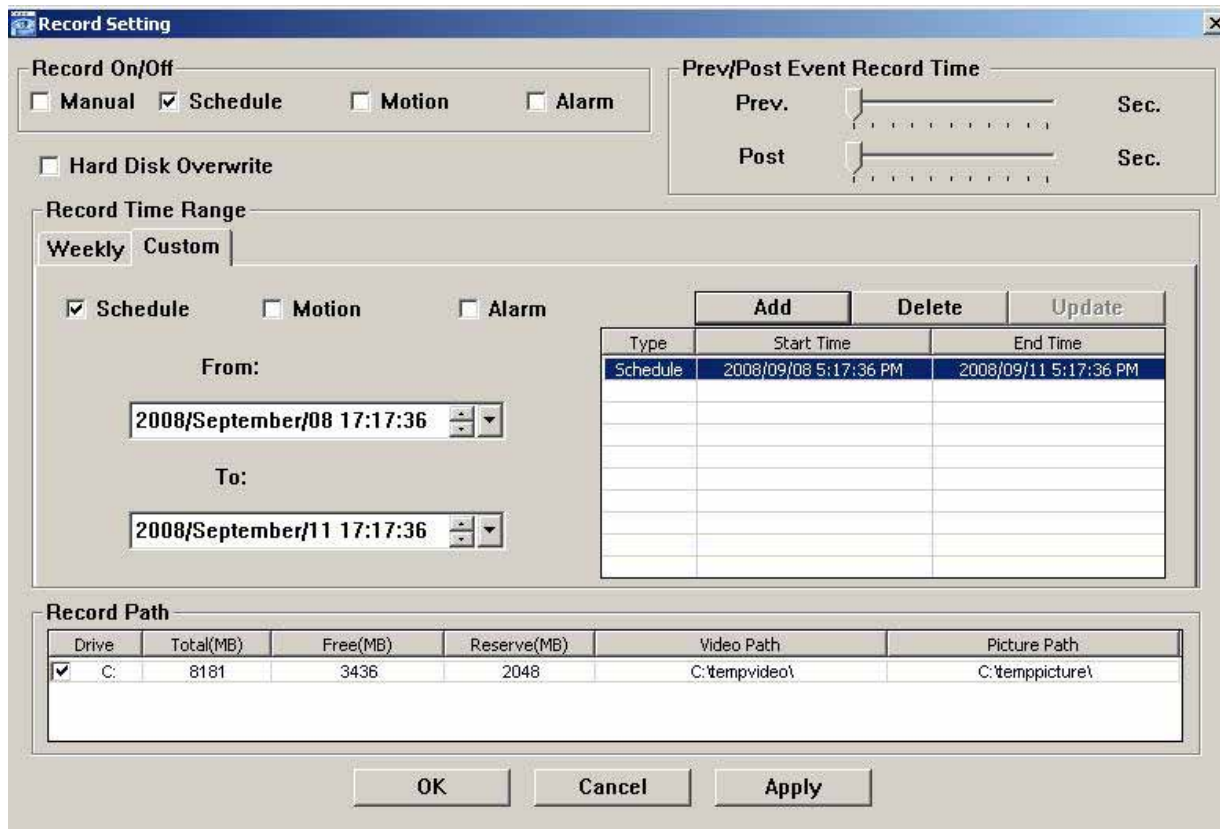 Record Setting
Record On/Off
Manual Schedule Motion Alarm
Prev/Post Event Record Time
Prev. Sec.
Post Sec.
Hard Disk Overwrite
Record Time Range
Weekly Custom
Schedule Motion Alarm
Add Delete Update
Type Start Time End Time
Schedule 2008/09/08 5:17:36 PM 2008/09/11 5:17:36 PM
From:
2008/September/08 17:17:36
To:
2008/September/11 17:17:36
Record Path
Drive Total(MB) Free(MB) Reserve(MB) Video Path Picture Path
C: 8181 3436 2048 C:\tempvideo\ C:\temppicture\
OK Cancel Apply